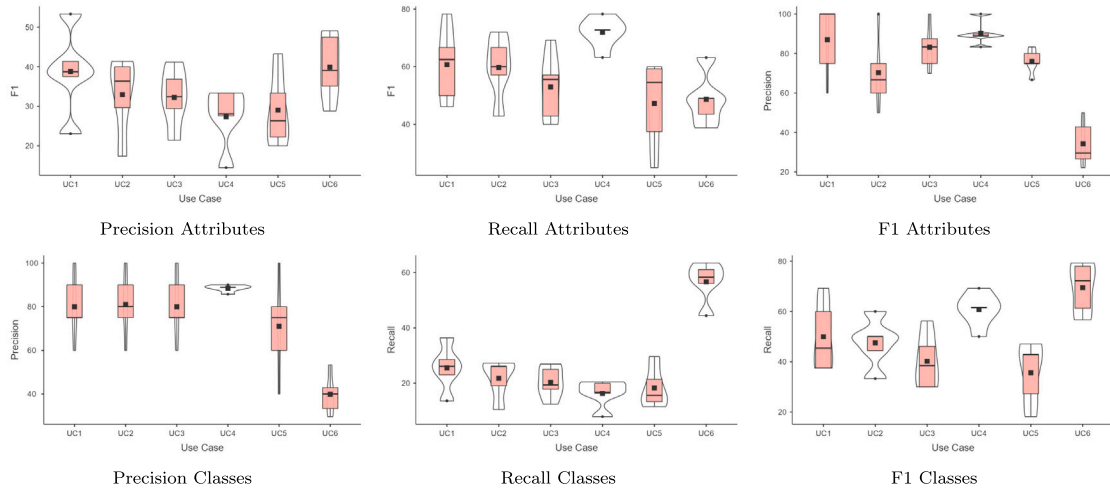 F1
50
40
30
20
UC1 UC2 UC3 UC4 UC5 UC6
Use Case
Precision Attributes
F1
80
60
40
UC1 UC2 UC3 UC4 UC5 UC6
Use Case
Recall Attributes
Precision
100
80
60
40
20
UC1 UC2 UC3 UC4 UC5 UC6
Use Case
F1 Attributes
Precision
100
80
60
40
UC1 UC2 UC3 UC4 UC5 UC6
Use Case
Precision Classes
Recall
60
40
20
UC1 UC2 UC3 UC4 UC5 UC6
Use Case
Recall Classes
Recall
80
60
40
20
UC1 UC2 UC3 UC4 UC5 UC6
Use Case
F1 Classes